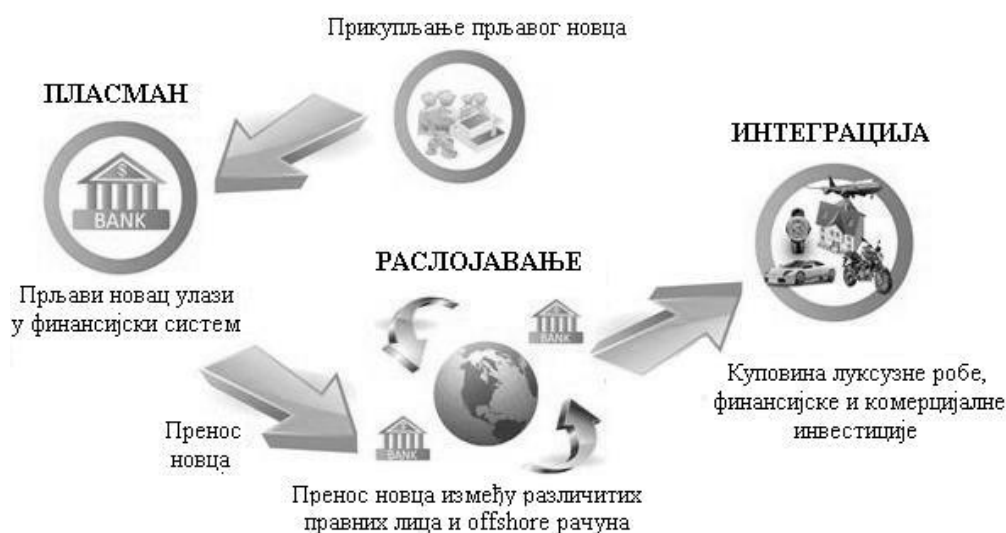 Прикупљање прљавог новца
ПЛАСМАН
$
BANK
Прљави новац улази
у финансијски систем
ИНТЕГРАЦИЈА
РАСЛОЈАВАЊЕ
BANK
BANK
Пренос
новца
Пренос новца између различитих
правних лица и offshore рачуна
Куповина луксузне робе,
финансијске и комерцијалне
инвестиције